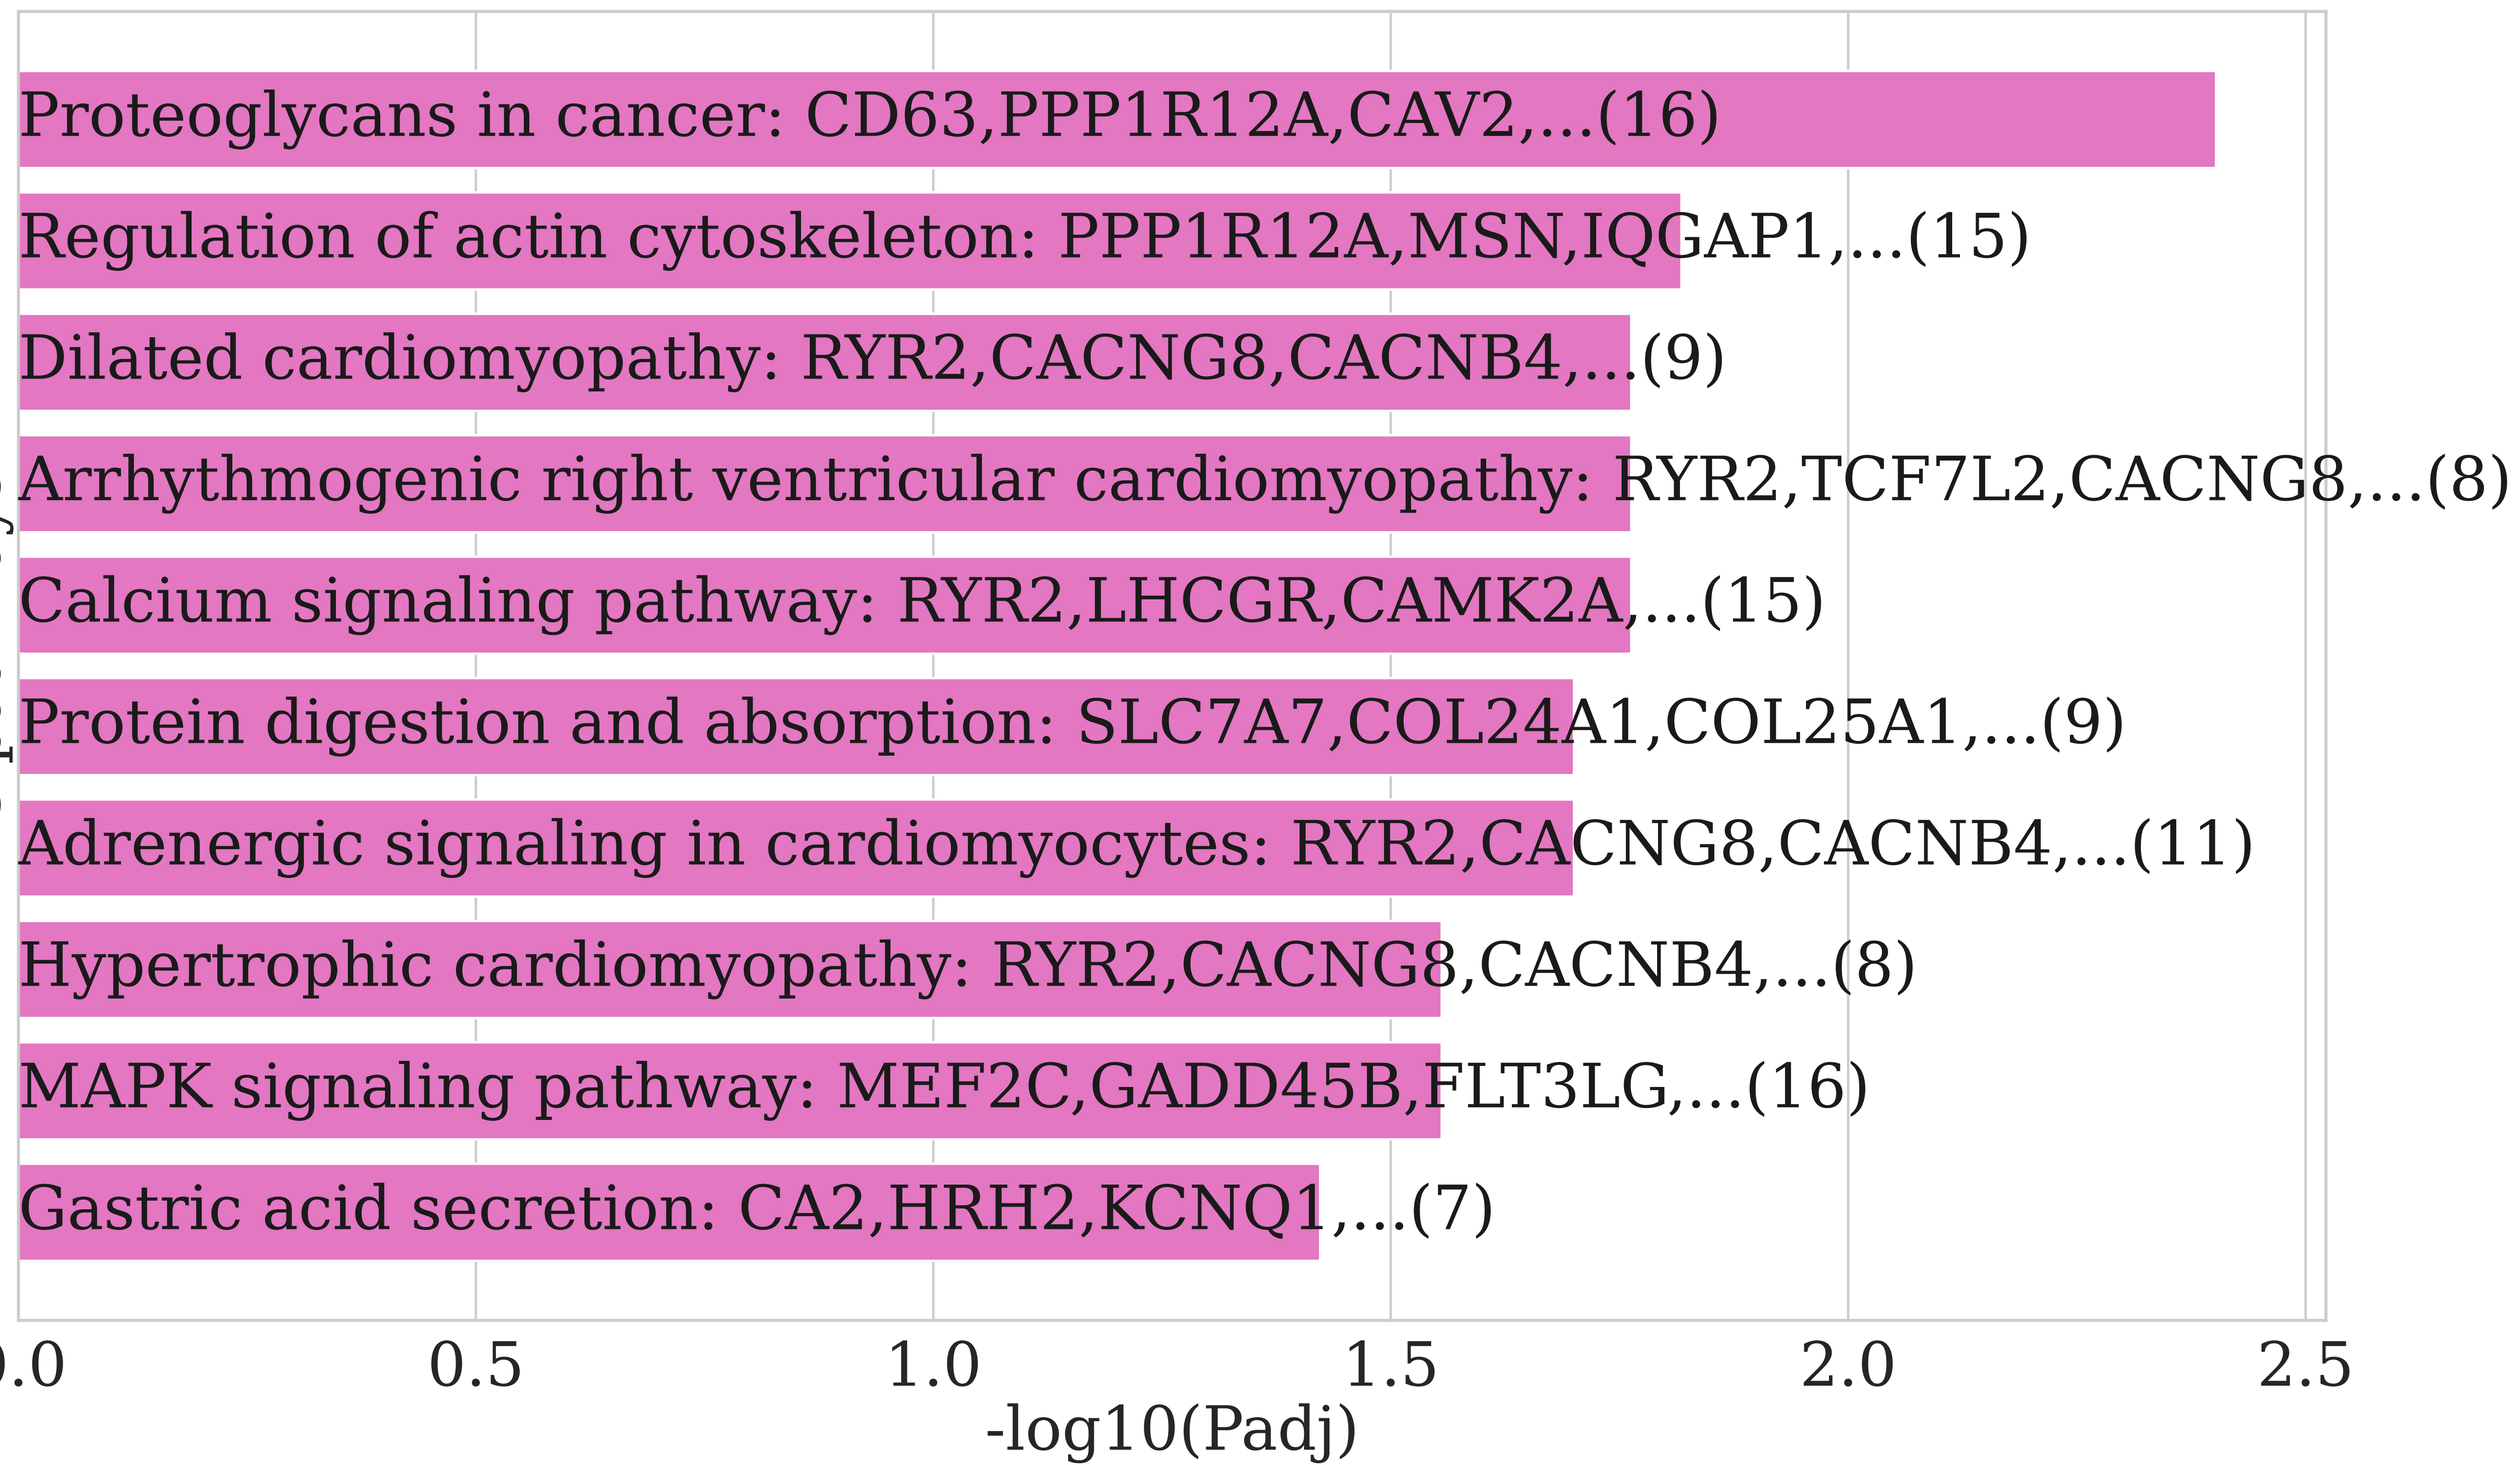 Proteoglycans in cancer: CD63,PPP1R12A,CAV2,...(16)
Regulation of actin cytoskeleton: PPP1R12A,MSN,IQGAP1,...(15)
Dilated cardiomyopathy: RYR2,CACNG8,CACNB4,...(9)
Arrhythmogenic right ventricular cardiomyopathy: RYR2,TCF7L2,CACNG8,...(8)
Calcium signaling pathway: RYR2,LHCGR,CAMK2A,...(15)
Protein digestion and absorption: SLC7A7,COL24A1,COL25A1,...(9)
Adrenergic signaling in cardiomyocytes: RYR2,CACNG8,CACNB4,...(11)
Hypertrophic cardiomyopathy: RYR2,CACNG8,CACNB4,...(8)
MAPK signaling pathway: MEF2C,GADD45B,FLT3LG,...(16)
Gastric acid secretion: CA2,HRH2,KCNQ1,...(7)
.0 0.5 1.0 1.5 2.0 2.5
-log10(Padj)